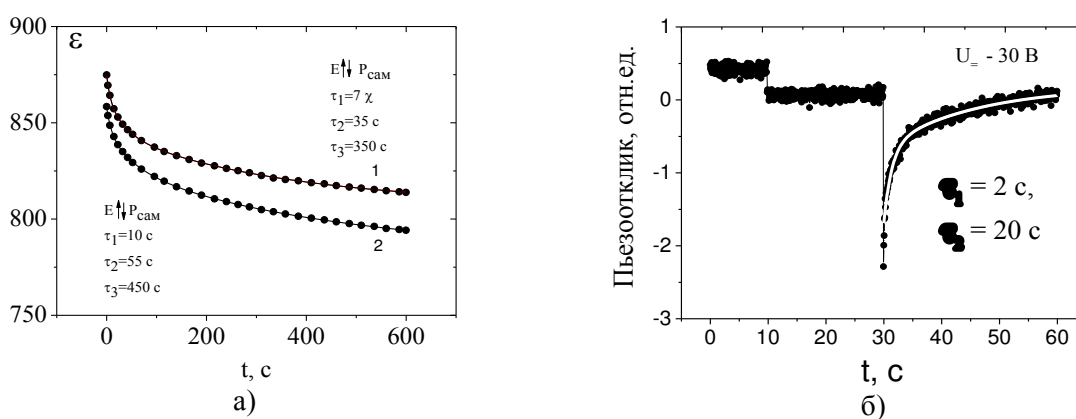 ε
900
875
850
800
750
E↑↓ Pсам
τ1=7 χ
τ2=35 с
τ3=350 с
1
E↑↓ Pсам
τ1=10 с
τ2=55 с
τ3=450 с
2
0 200 400 600
t, с
а)
Пьезоотклик, отн.ед.
1
0
-1
-2
-3
U= - 30 В
= 2 с,
= 20 с
0 10 20 30 40 50 60
t, с
б)